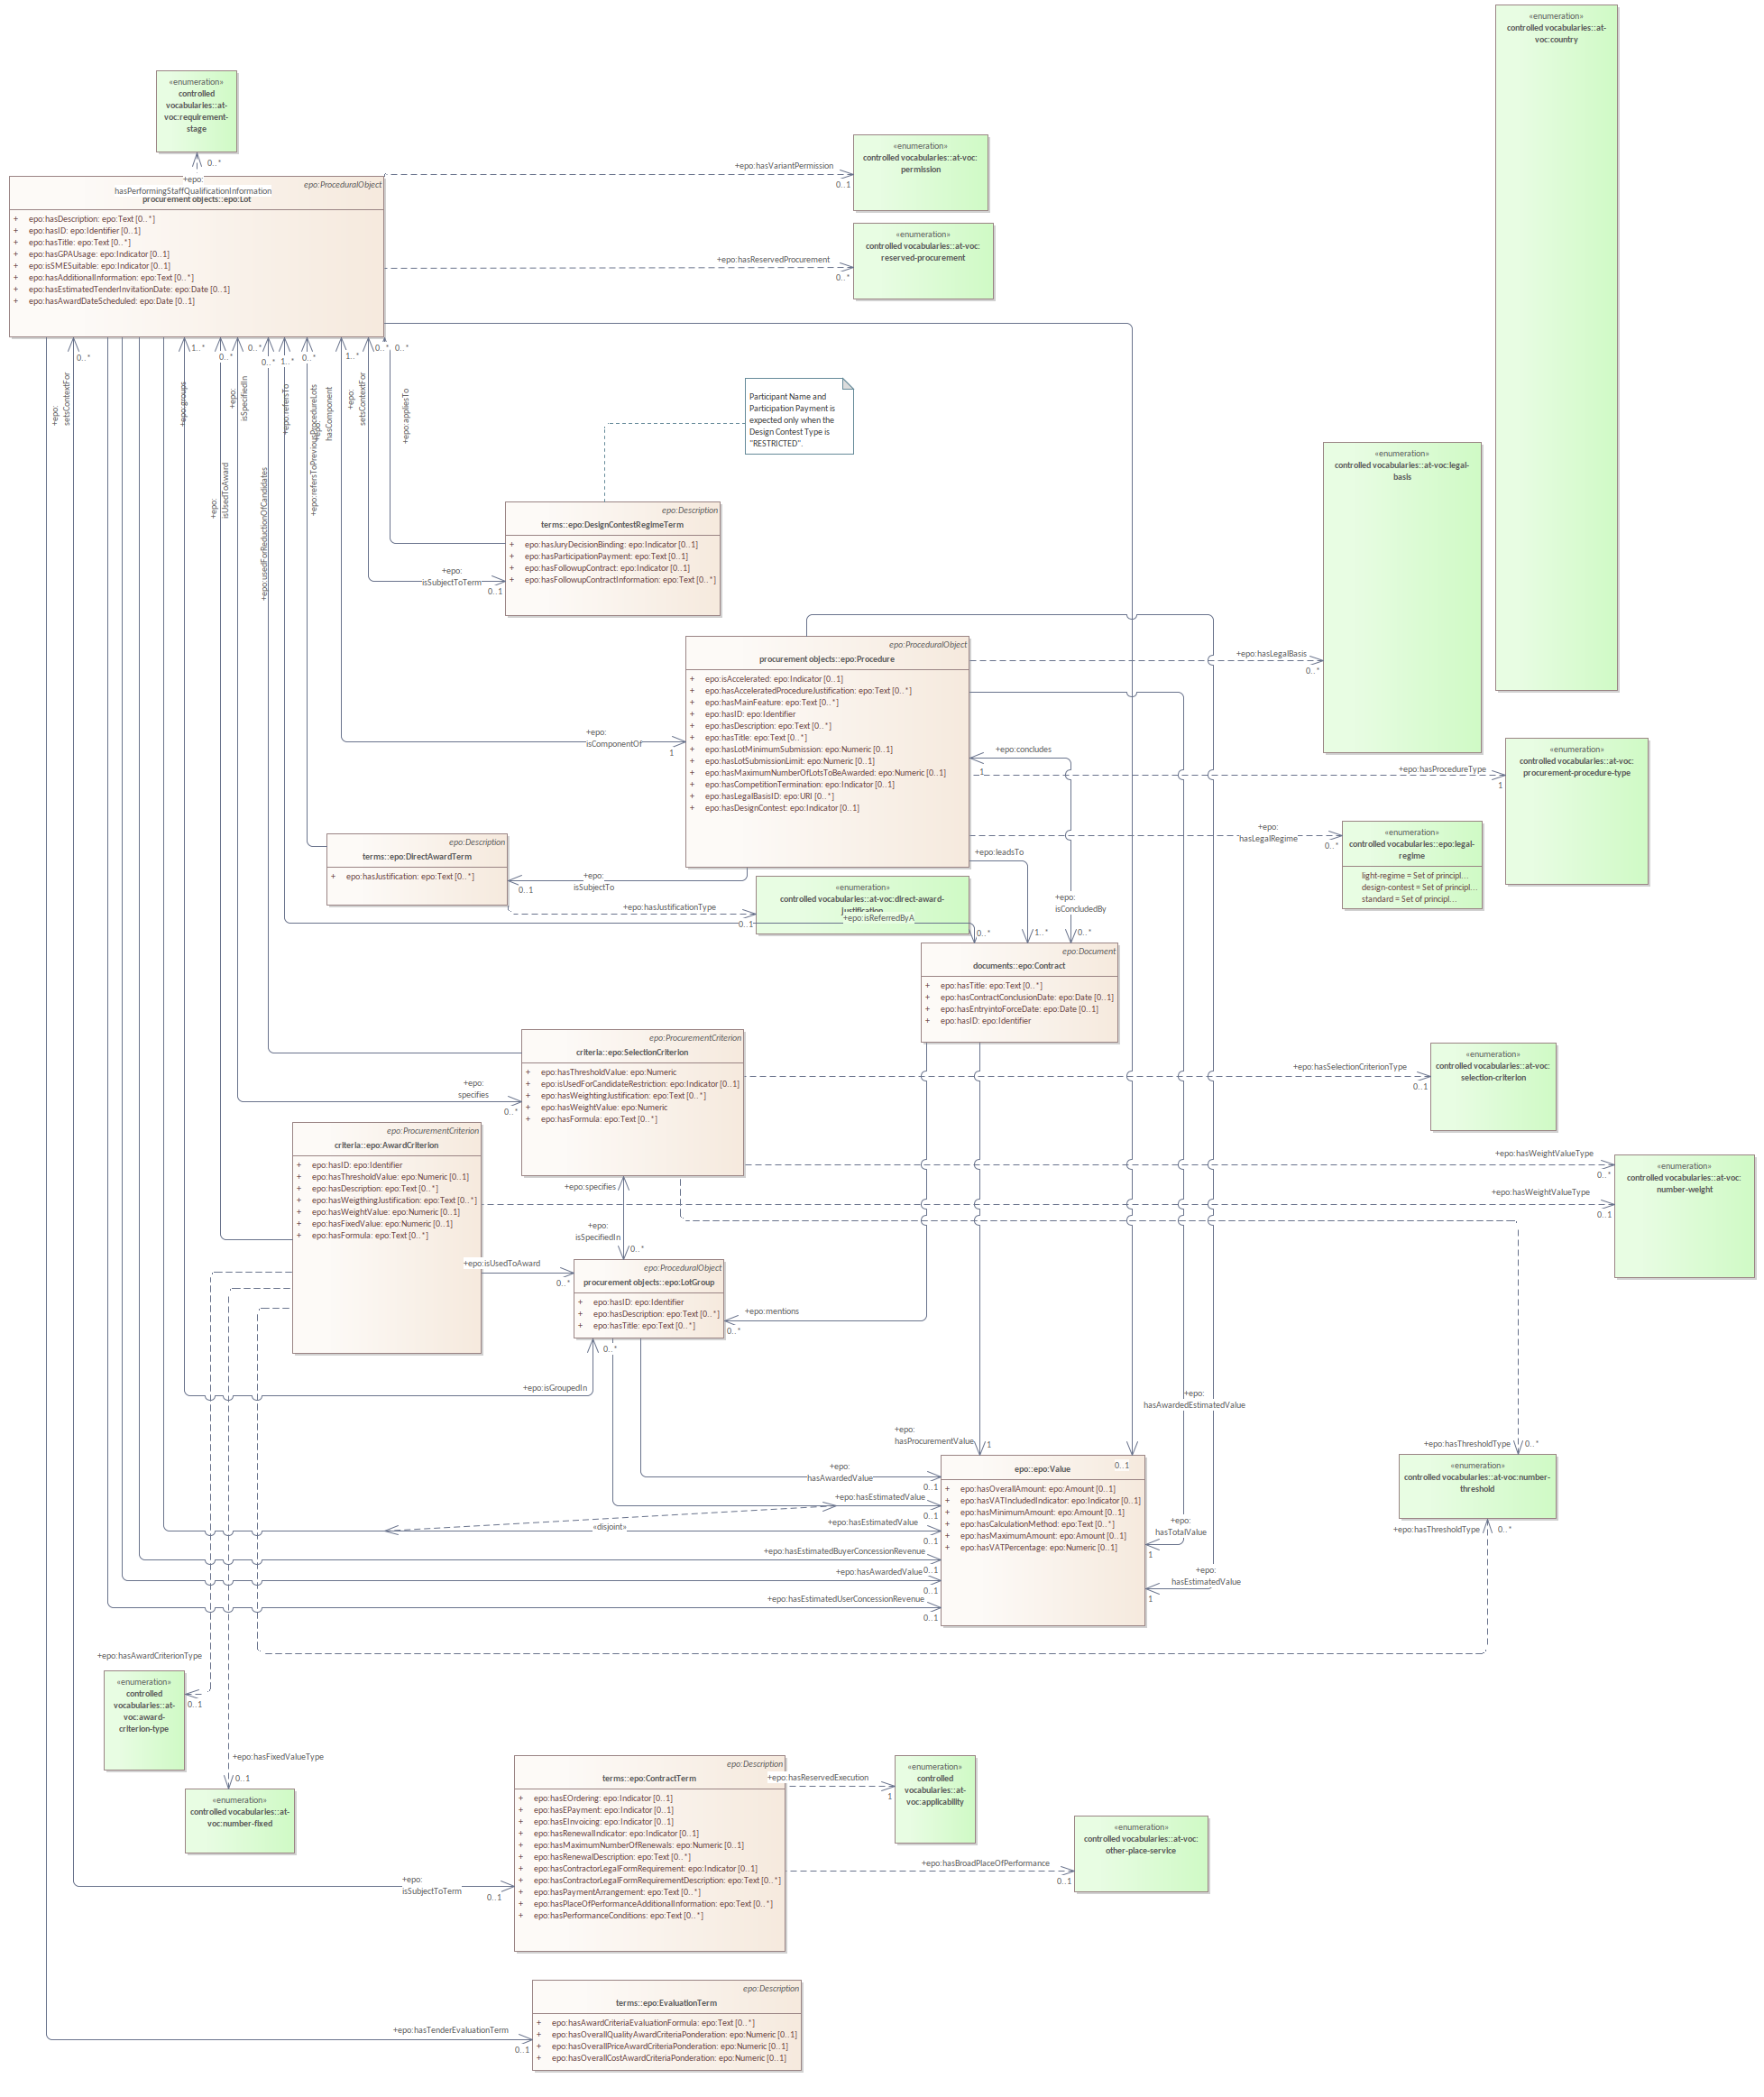 «enumeration»
controlled vocabularies::at-
voc:country
«enumeration»
controlled
vocabularies::at-
voc:requirement-
stage
0..*
+epo:
hasPerformingStaffQualificationInformation
epo:ProceduralObject
procurement objects::epo:Lot
+ epo:hasDescription: epo:Text [0..*]
+ epo:hasID: epo:Identifier [0..1]
+ epo:hasTitle: epo:Text [0..*]
+ epo:hasGPAUsage: epo:Indicator [0..1]
+ epo:isSMESuitable: epo:Indicator [0..1]
+ epo:hasAdditionalInformation: epo:Text [0..*]
+ epo:hasEstimatedTenderInvitationDate: epo:Date [0..1]
+ epo:hasAwardDateScheduled: epo:Date [0..1]
+epo:hasVariantPermission
0..1
«enumeration»
controlled vocabularies::at-voc:
permission
+epo:hasReservedProcurement
0..*
«enumeration»
controlled vocabularies::at-voc:
reserved-procurement
0..*
1..*
0..*
0..*
0..*
1..*
0..*
1..*
0..*
0..*
+epo:
setsContextFor
+epo:groups
+epo:
isUsedToAward
+epo:
isSpecifiedIn
+epo:usedForReductionOfCandidates
+epo:refersTo
+epo:refersToPreviousProcedureLots
+epo:
hasComponent
+epo:
setsContextFor
+epo:appliesTo
Participant Name and
Participation Payment is
expected only when the
Design Contest Type is
"RESTRICTED".
epo:Description
terms::epo:DesignContestRegimeTerm
+ epo:hasJuryDecisionBinding: epo:Indicator [0..1]
+ epo:hasParticipationPayment: epo:Text [0..1]
+ epo:hasFollowupContract: epo:Indicator [0..1]
+ epo:hasFollowupContractInformation: epo:Text [0..*]
+epo:
isSubjectToTerm
0..1
«enumeration»
controlled vocabularies::at-voc:legal-
basis
epo:ProceduralObject
procurement objects::epo:Procedure
+ epo:isAccelerated: epo:Indicator [0..1]
+ epo:hasAcceleratedProcedureJustification: epo:Text [0..*]
+ epo:hasMainFeature: epo:Text [0..*]
+ epo:hasID: epo:Identifier
+ epo:hasDescription: epo:Text [0..*]
+ epo:hasTitle: epo:Text [0..*]
+ epo:hasLotMinimumSubmission: epo:Numeric [0..1]
+ epo:hasLotSubmissionLimit: epo:Numeric [0..1]
+ epo:hasMaximumNumberOfLotsToBeAwarded: epo:Numeric [0..1]
+ epo:hasCompetitionTermination: epo:Indicator [0..1]
+ epo:hasLegalBasisID: epo:URI [0..*]
+ epo:hasDesignContest: epo:Indicator [0..1]
+epo:hasLegalBasis
0..*
+epo:
isComponentOf
1
+epo:concludes
1
+epo:hasProcedureType
1
«enumeration»
controlled vocabularies::at-voc:
procurement-procedure-type
+epo:
hasLegalRegime
0..*
«enumeration»
controlled vocabularies::epo:legal-
regime
light-regime = Set of principl...
design-contest = Set of principl...
standard = Set of principl...
epo:Description
terms::epo:DirectAwardTerm
+ epo:hasJustification: epo:Text [0..*]
+epo:
isSubjectTo
0..1
+epo:leadsTo
+epo:hasJustificationType
0..1
«enumeration»
controlled vocabularies::at-voc:direct-award-
justification
+epo:isReferredByA
0..*
1..*
+epo:
isConcludedBy
0..*
epo:Document
documents::epo:Contract
+ epo:hasTitle: epo:Text [0..*]
+ epo:hasContractConclusionDate: epo:Date [0..1]
+ epo:hasEntryintoForceDate: epo:Date [0..1]
+ epo:hasID: epo:Identifier
epo:ProcurementCriterion
criteria::epo:SelectionCriterion
+ epo:hasThresholdValue: epo:Numeric
+ epo:isUsedForCandidateRestriction: epo:Indicator [0..1]
+ epo:hasWeightingJustification: epo:Text [0..*]
+ epo:hasWeightValue: epo:Numeric
+ epo:hasFormula: epo:Text [0..*]
+epo:
specifies
0..*
+epo:hasSelectionCriterionType
0..1
«enumeration»
controlled vocabularies::at-voc:
selection-criterion
epo:ProcurementCriterion
criteria::epo:AwardCriterion
+ epo:hasID: epo:Identifier
+ epo:hasThresholdValue: epo:Numeric [0..1]
+ epo:hasDescription: epo:Text [0..*]
+ epo:hasWeigthingJustification: epo:Text [0..*]
+ epo:hasWeightValue: epo:Numeric [0..1]
+ epo:hasFixedValue: epo:Numeric [0..1]
+ epo:hasFormula: epo:Text [0..*]
+epo:hasWeightValueType
0..*
+epo:hasWeightValueType
0..1
«enumeration»
controlled vocabularies::at-voc:
number-weight
+epo:specifies
+epo:
isSpecifiedIn
0..*
+epo:isUsedToAward
0..*
epo:ProceduralObject
procurement objects::epo:LotGroup
+ epo:hasID: epo:Identifier
+ epo:hasDescription: epo:Text [0..*]
+ epo:hasTitle: epo:Text [0..*]
+epo:mentions
0..*
0..*
+epo:isGroupedIn
+epo:
hasAwardedEstimatedValue
+epo:
hasProcurementValue
1
+epo:
hasAwardedValue
0..1
+epo:hasEstimatedValue
0..1
«disjoint»
+epo:hasEstimatedValue
0..1
+epo:hasEstimatedBuyerConcessionRevenue
0..1
+epo:hasAwardedValue
0..1
+epo:hasEstimatedUserConcessionRevenue
0..1
epo::epo:Value
0..1
+ epo:hasOverallAmount: epo:Amount [0..1]
+ epo:hasVATIncludedIndicator: epo:Indicator [0..1]
+ epo:hasMinimumAmount: epo:Amount [0..1]
+ epo:hasCalculationMethod: epo:Text [0..*]
+ epo:hasMaximumAmount: epo:Amount [0..1]
+ epo:hasVATPercentage: epo:Numeric [0..1]
+epo:
hasTotalValue
1
+epo:
hasEstimatedValue
1
+epo:hasThresholdType
0..*
«enumeration»
controlled vocabularies::at-voc:number-
threshold
+epo:hasThresholdType
0..*
+epo:hasAwardCriterionType
0..1
«enumeration»
controlled
vocabularies::at-
voc:award-
criterion-type
+epo:hasFixedValueType
0..1
«enumeration»
controlled vocabularies::at-
voc:number-fixed
epo:Description
terms::epo:ContractTerm
+ epo:hasEOrdering: epo:Indicator [0..1]
+ epo:hasEPayment: epo:Indicator [0..1]
+ epo:hasEInvoicing: epo:Indicator [0..1]
+ epo:hasRenewalIndicator: epo:Indicator [0..1]
+ epo:hasMaximumNumberOfRenewals: epo:Numeric [0..1]
+ epo:hasRenewalDescription: epo:Text [0..*]
+ epo:hasContractorLegalFormRequirement: epo:Indicator [0..1]
+ epo:hasContractorLegalFormRequirementDescription: epo:Text [0..*]
+ epo:hasPaymentArrangement: epo:Text [0..*]
+ epo:hasPlaceOfPerformanceAdditionalInformation: epo:Text [0..*]
+ epo:hasPerformanceConditions: epo:Text [0..*]
+epo:
isSubjectToTerm
0..1
+epo:hasReservedExecution
1
«enumeration»
controlled
vocabularies::at-
voc:applicability
+epo:hasBroadPlaceOfPerformance
0..1
«enumeration»
controlled vocabularies::at-voc:
other-place-service
epo:Description
terms::epo:EvaluationTerm
+ epo:hasAwardCriteriaEvaluationFormula: epo:Text [0..*]
+ epo:hasOverallQualityAwardCriteriaPonderation: epo:Numeric [0..1]
+ epo:hasOverallPriceAwardCriteriaPonderation: epo:Numeric [0..1]
+ epo:hasOverallCostAwardCriteriaPonderation: epo:Numeric [0..1]
+epo:hasTenderEvaluationTerm
0..1